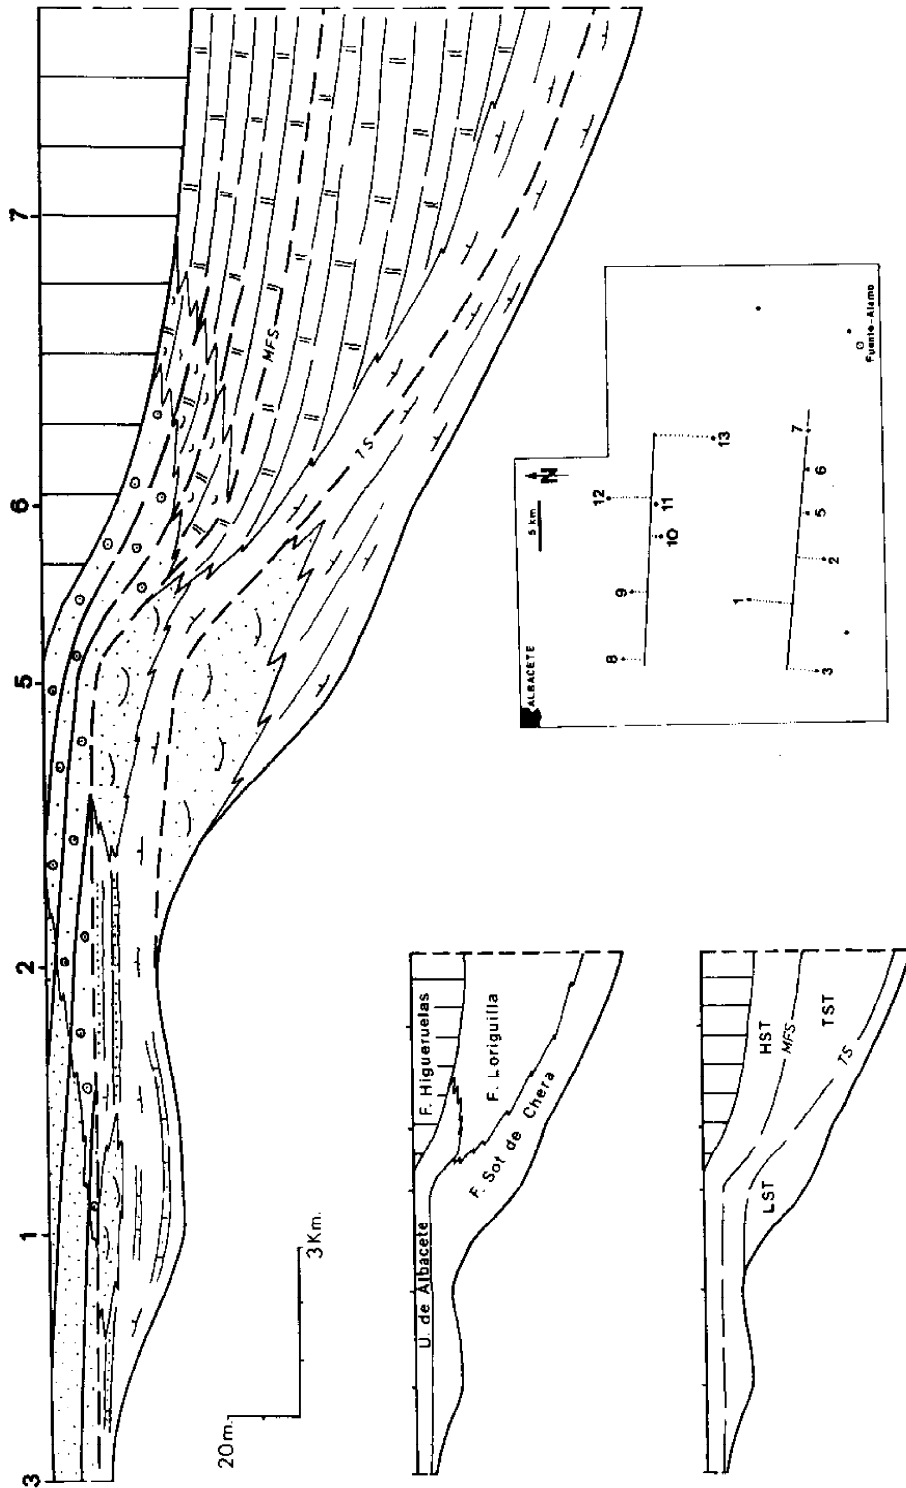 3
1
2
5
6
7
MFS
TS
20m.
3Km.
U. de Albacete
F. Higueruelas
F. Loriguilla
F. Sot de Chera
HST
MFS
TST
TS
LST
ALBACETE
5 km
N
8
9
10
11
12
13
1
3
2
5
6
7
Fuente-Alamo